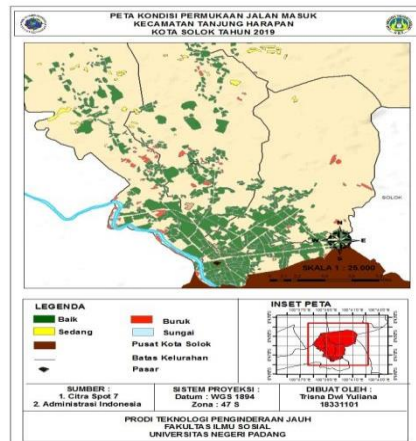 PETA KONDISI PERMUKAAN JALAN MASUK
KECAMATAN TANJUNG HARAPAN
KOTA SOLOK TAHUN 2019
SOLOK
N
W E
SKALA 1 : 25.000
LEGENDA
Baik
Sedang
Buruk
Sungai
Pusat Kota Solok
Batas Kelurahan
Pasar
INSET PETA
SUMBER :
1. Citra Spot 7
2. Administrasi Indonesia
SISTEM PROYEKSI :
Datum : WGS 1894
Zona : 47 S
DIBUAT OLEH :
Trisna Dwi Yuliana
18331101
PRODI TEKNOLOGI PENGINDERAAN JAUH
FAKULTAS ILMU SOSIAL
UNIVERSITAS NEGERI PADANG